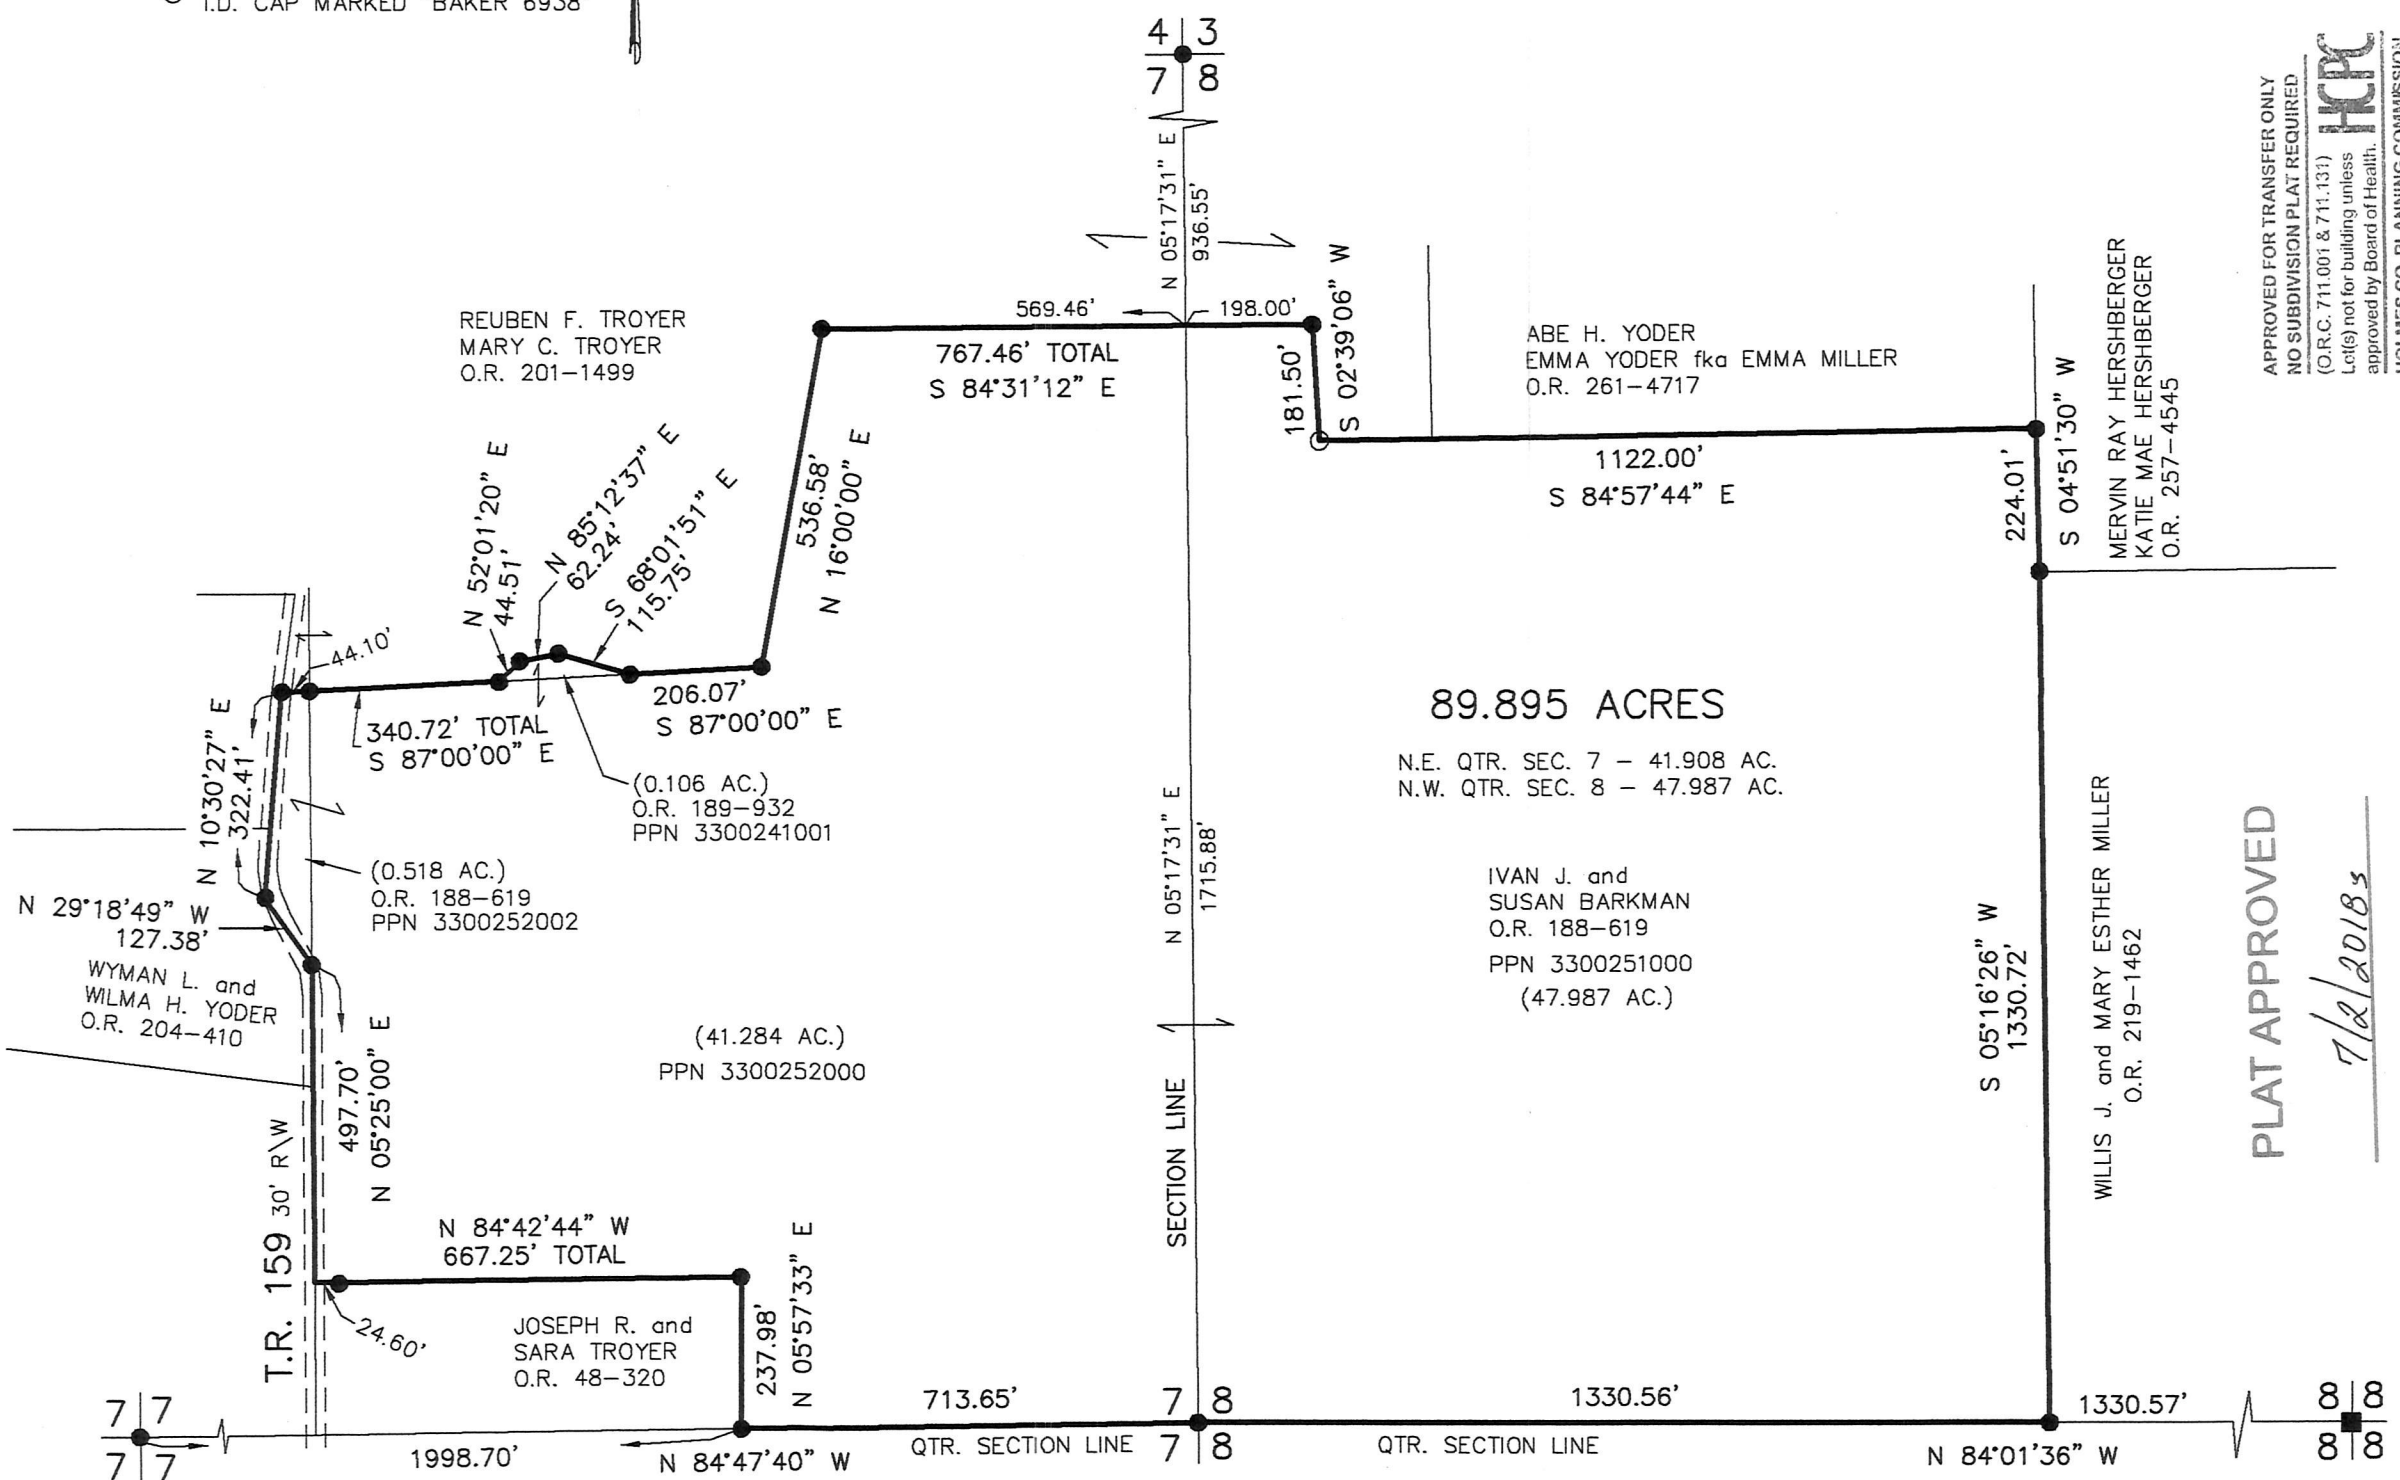 I.D. CAP MARKED "BAKER 6938"
4 3
7 8
N 05°17'31" E
936.55'
REUBEN F. TROYER
MARY C. TROYER
O.R. 201-1499
569.46'
198.00'
767.46' TOTAL
S 84°31'12" E
181.50'
S 02°39'06" W
ABE H. YODER
EMMA YODER fka EMMA MILLER
O.R. 261-4717
1122.00'
S 84°57'44" E
224.01'
S 04°51'30" W
MERVIN RAY HERSHBERGER
KATIE MAE HERSHBERGER
O.R. 257-4545
APPROVED FOR TRANSFER ONLY
NO SUBDIVISION PLAT REQUIRED
(O.R.C. 711.001 & 711.131)
Lot(s) not for building unless
approved by Board of Health.
HCPC
HOLMES CO. PLANNING COMMISSION
N 52°01'20" E
44.51'
N 85°12'37" E
62.24'
S 68°01'51" E
115.75'
536.58'
N 16°00'00" E
44.10'
340.72' TOTAL
S 87°00'00" E
206.07'
S 87°00'00" E
(0.106 AC.)
O.R. 189-932
PPN 3300241001
N 10°30'27" E
322.41'
(0.518 AC.)
O.R. 188-619
PPN 3300252002
N 29°18'49" W
127.38'
WYMAN L. and
WILMA H. YODER
O.R. 204-410
89.895 ACRES
N.E. QTR. SEC. 7 - 41.908 AC.
N.W. QTR. SEC. 8 - 47.987 AC.
N 05°17'31" E
1715.88'
IVAN J. and
SUSAN BARKMAN
O.R. 188-619
PPN 3300251000
(47.987 AC.)
(41.284 AC.)
PPN 3300252000
S 05°16'26" W
1330.72'
WILLIS J. and MARY ESTHER MILLER
O.R. 219-1462
PLAT APPROVED
7/2/2018 s
497.70'
N 05°25'00" E
T.R. 159 30' R\W
SECTION LINE
N 84°42'44" W
667.25' TOTAL
24.60'
JOSEPH R. and
SARA TROYER
O.R. 48-320
237.98'
N 05°57'33" E
713.65'
1330.56'
1330.57'
7 7
7 7
7 8
7 8
8 8
8 8
1998.70'
N 84°47'40" W
QTR. SECTION LINE
QTR. SECTION LINE
N 84°01'36" W